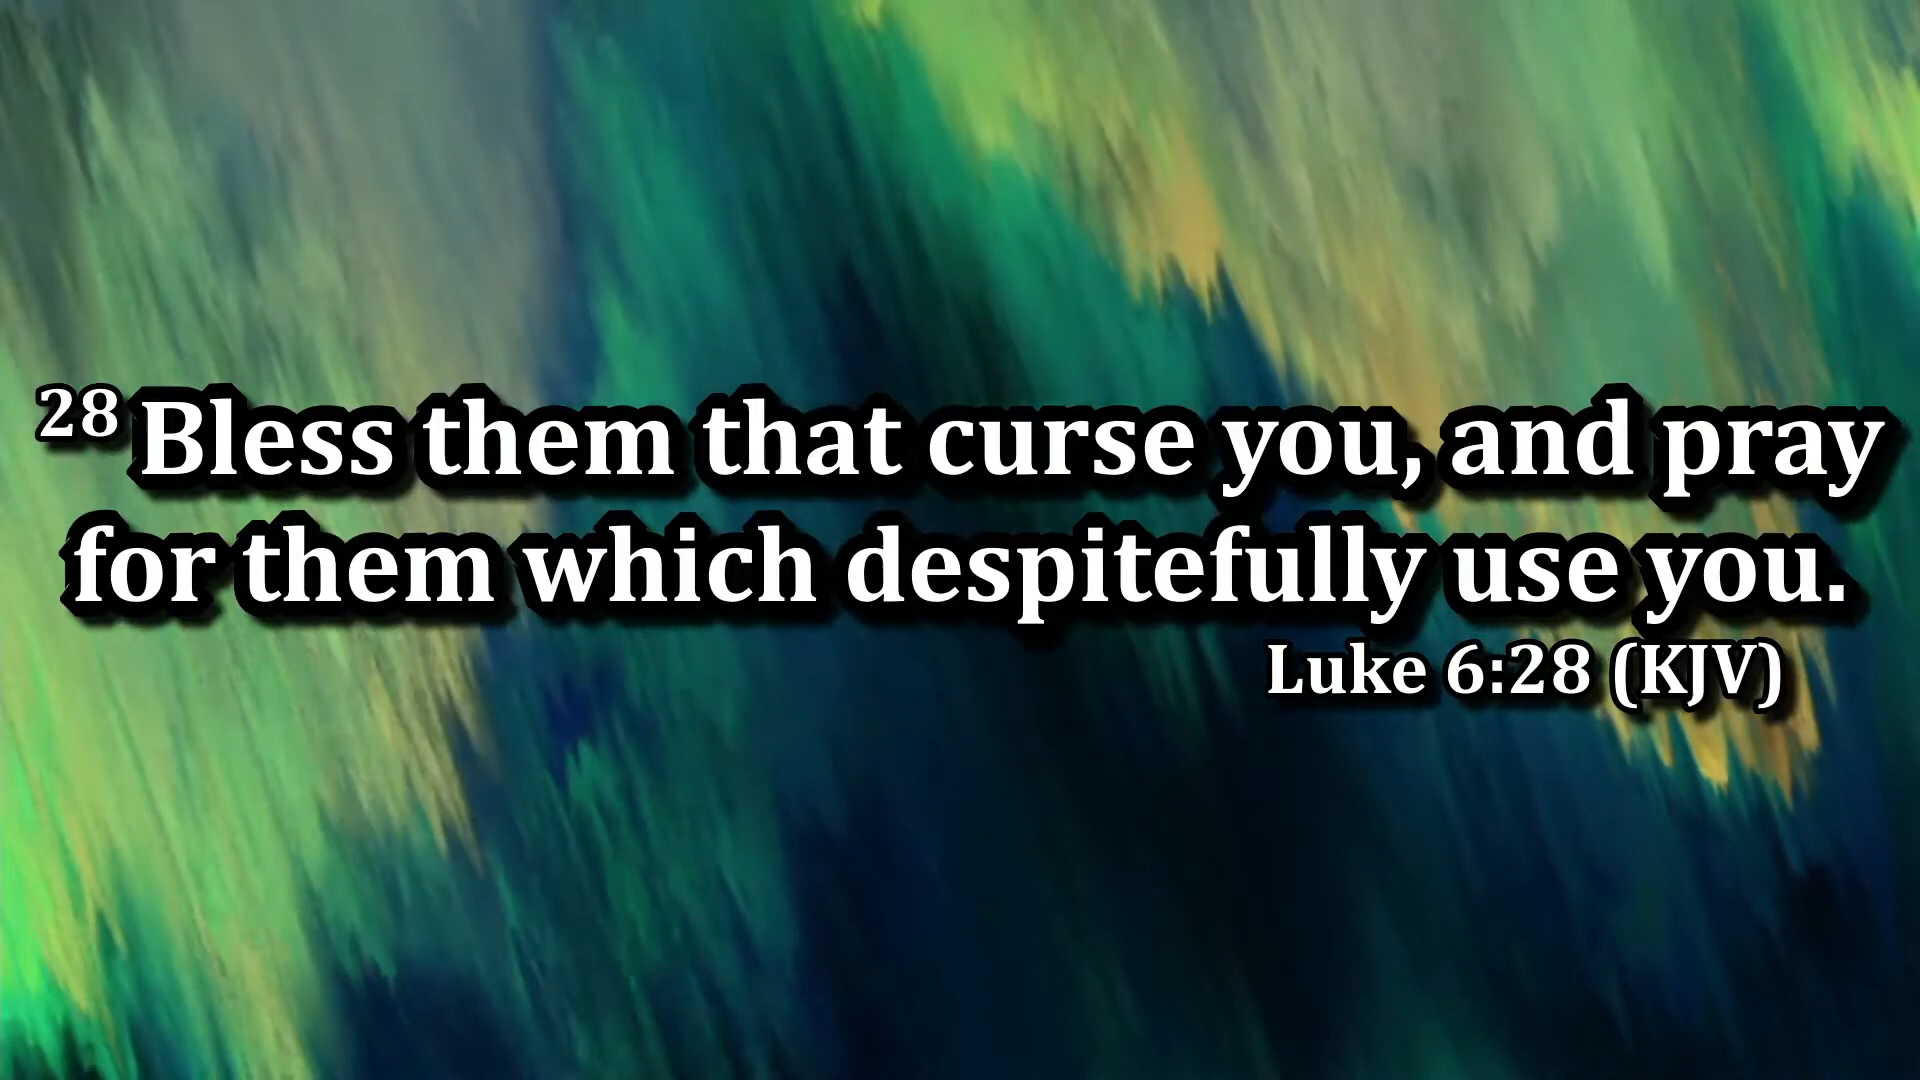 28 Bless them that curse you, and pray
for them which despitefully use you.
Luke 6:28 (KJV)